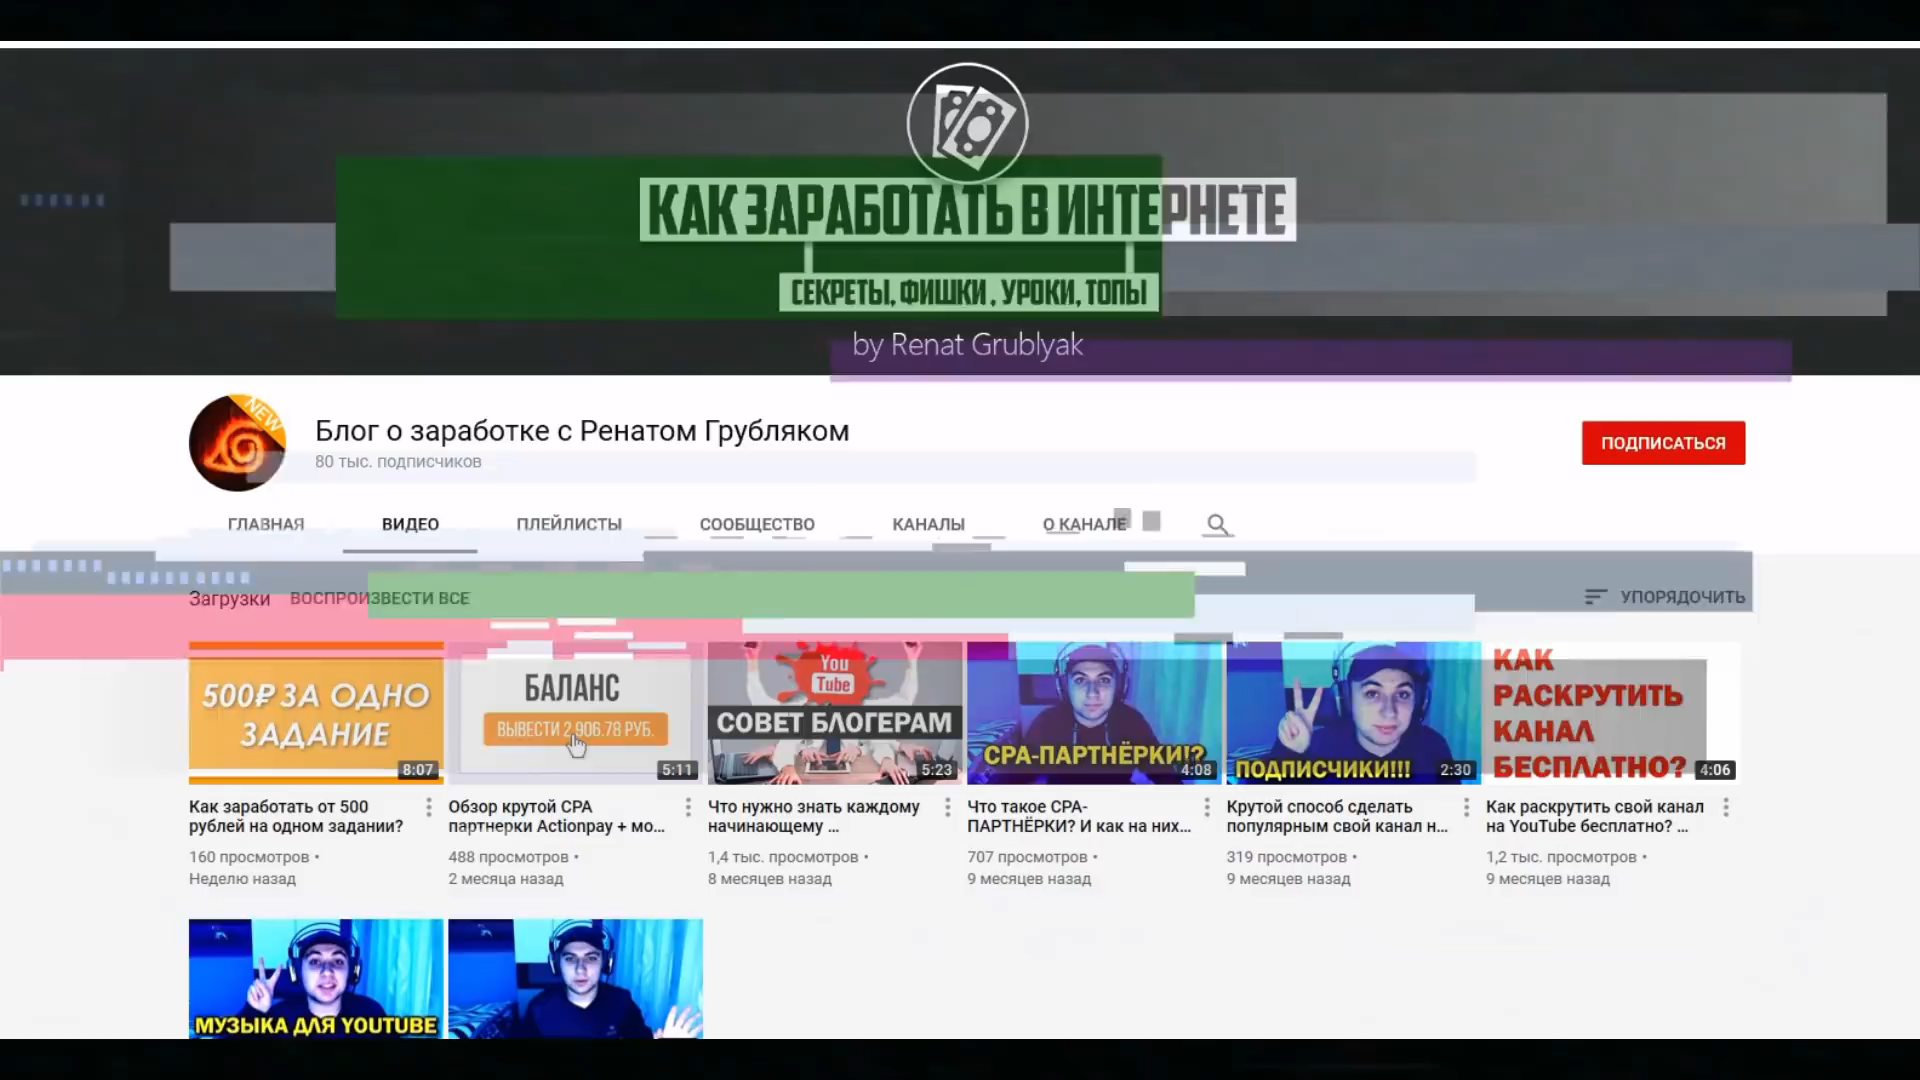 КАК ЗАРАБОТАТЬ В ИНТЕРНЕТЕ
СЕКРЕТЫ, ФИШКИ , УРОКИ, ТОПЫ
by Renat Grublyak
NEW
Блог о заработке с Ренатом Грубляком
80 тыс. подписчиков
ПОДПИСАТЬСЯ
ГЛАВНАЯ ВИДЕО ПЛЕЙЛИСТЫ СООБЩЕСТВО КАНАЛЫ О КАНАЛЕ
Загрузки ВОСПРОИЗВЕСТИ ВСЕ УПОРЯДОЧИТЬ
500₽ ЗА ОДНО
ЗАДАНИЕ
8:07
Как заработать от 500
рублей на одном задании?
160 просмотров •
Неделю назад
БАЛАНС
ВЫВЕСТИ 2 906.78 РУБ.
5:11
Обзор крутой CPA
партнерки Actionpay + мо...
488 просмотров •
2 месяца назад
You
Tube
СОВЕТ БЛОГЕРАМ
5:23
Что нужно знать каждому
начинающему ...
1,4 тыс. просмотров •
8 месяцев назад
CPA-ПАРТНЁРКИ!?
4:08
Что такое CPA-
ПАРТНЁРКИ? И как на них...
707 просмотров •
9 месяцев назад
ПОДПИСЧИКИ!!!
2:30
Крутой способ сделать
популярным свой канал н...
319 просмотров •
9 месяцев назад
КАК
РАСКРУТИТЬ
КАНАЛ
БЕСПЛАТНО?
4:06
Как раскрутить свой канал
на YouTube бесплатно? ...
1,2 тыс. просмотров •
9 месяцев назад
МУЗЫКА ДЛЯ YOUTUBE